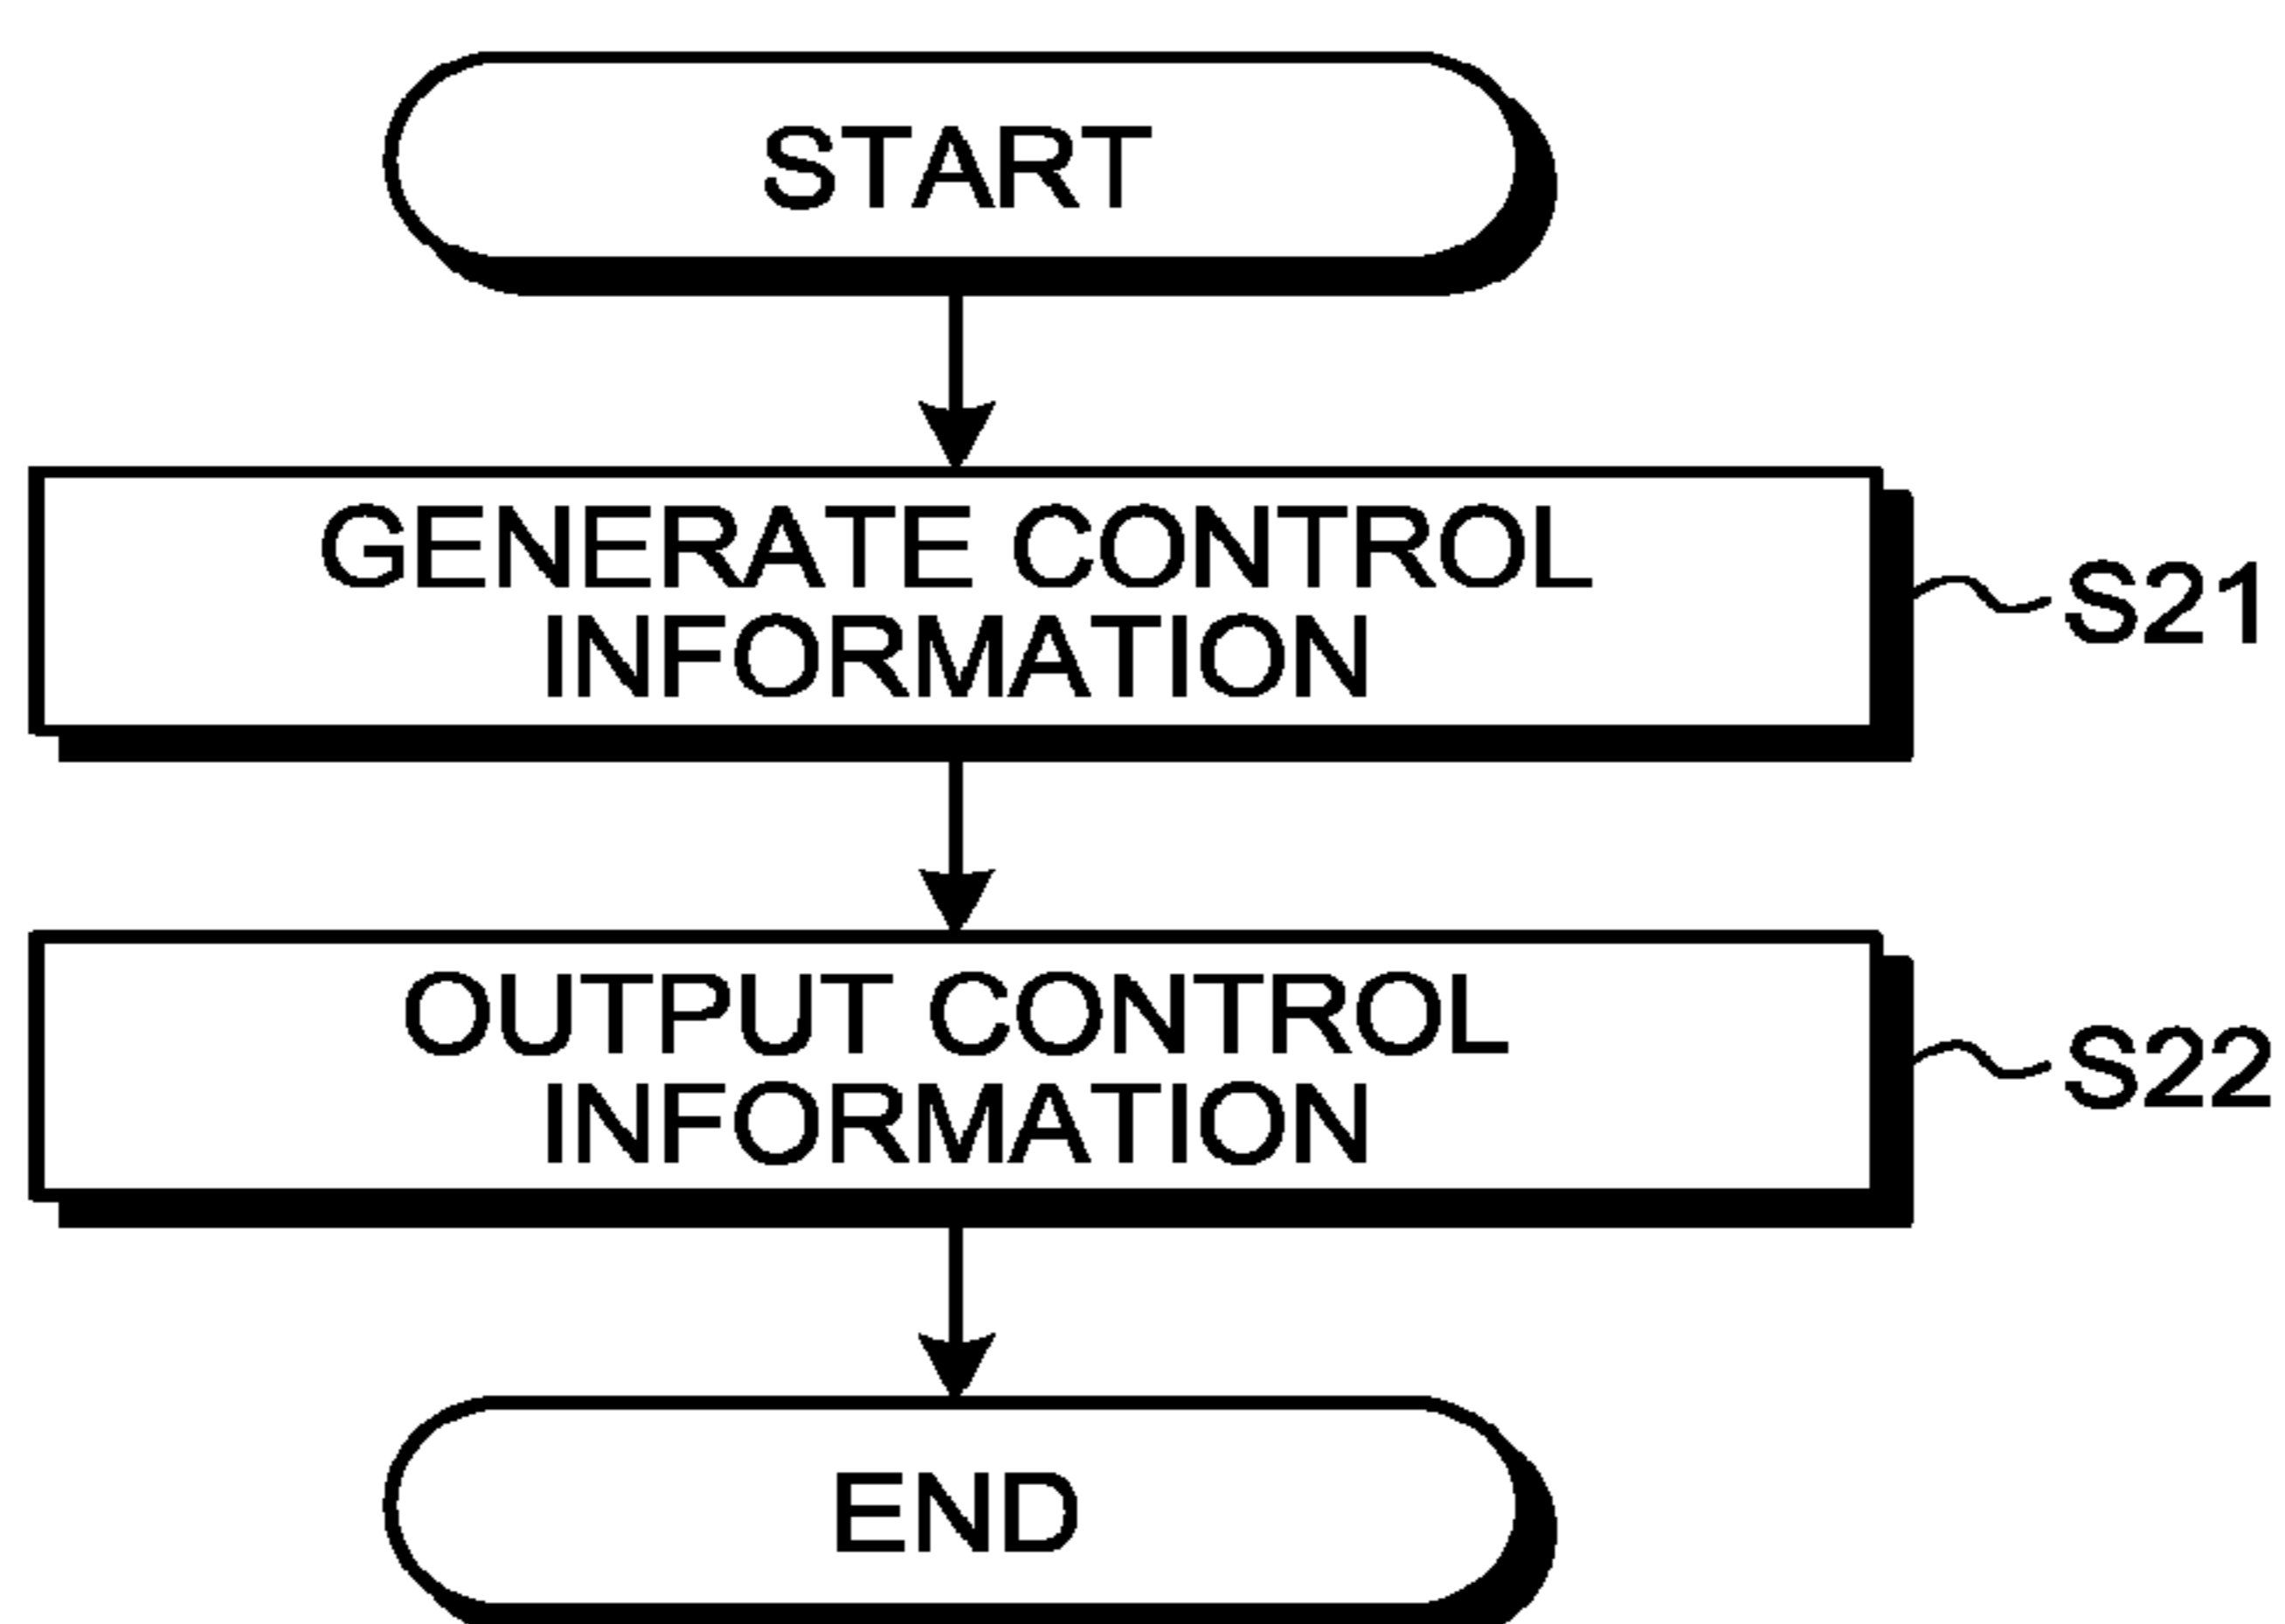 START
GENERATE CONTROL
INFORMATION
S21
OUTPUT CONTROL
INFORMATION
S22
END